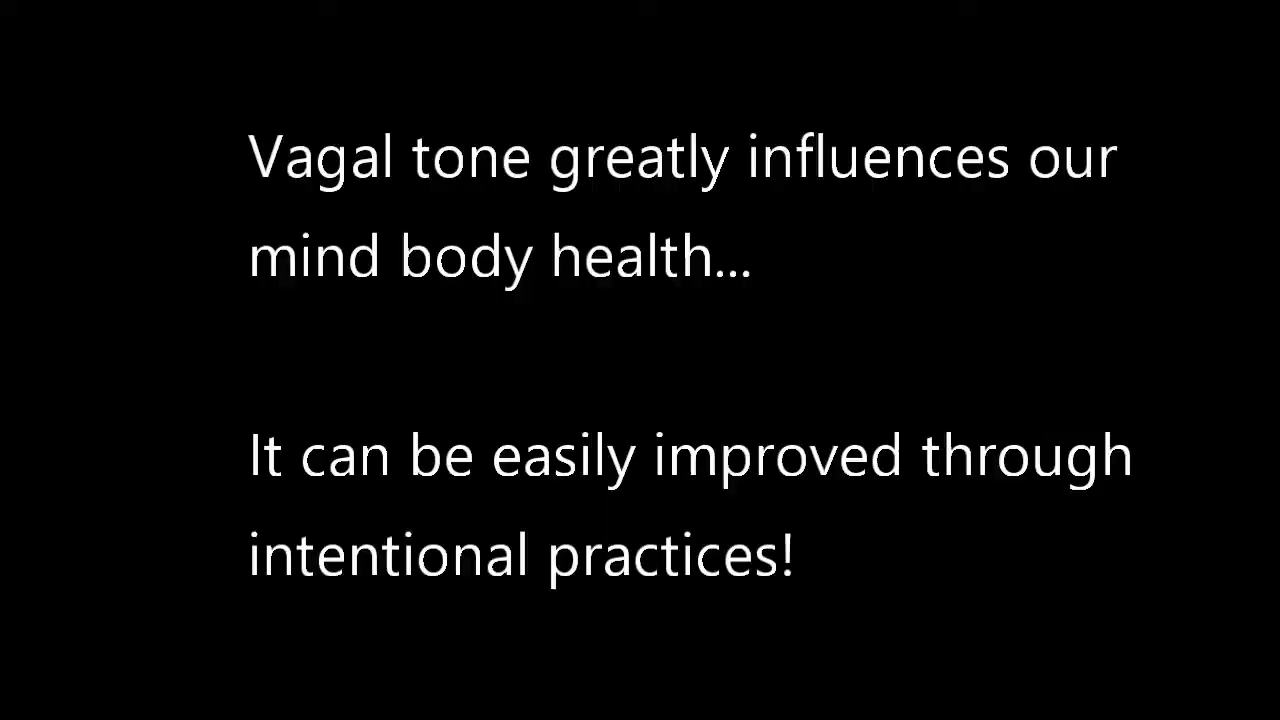 Vagal tone greatly influences our
mind body health...
It can be easily improved through
intentional practices!